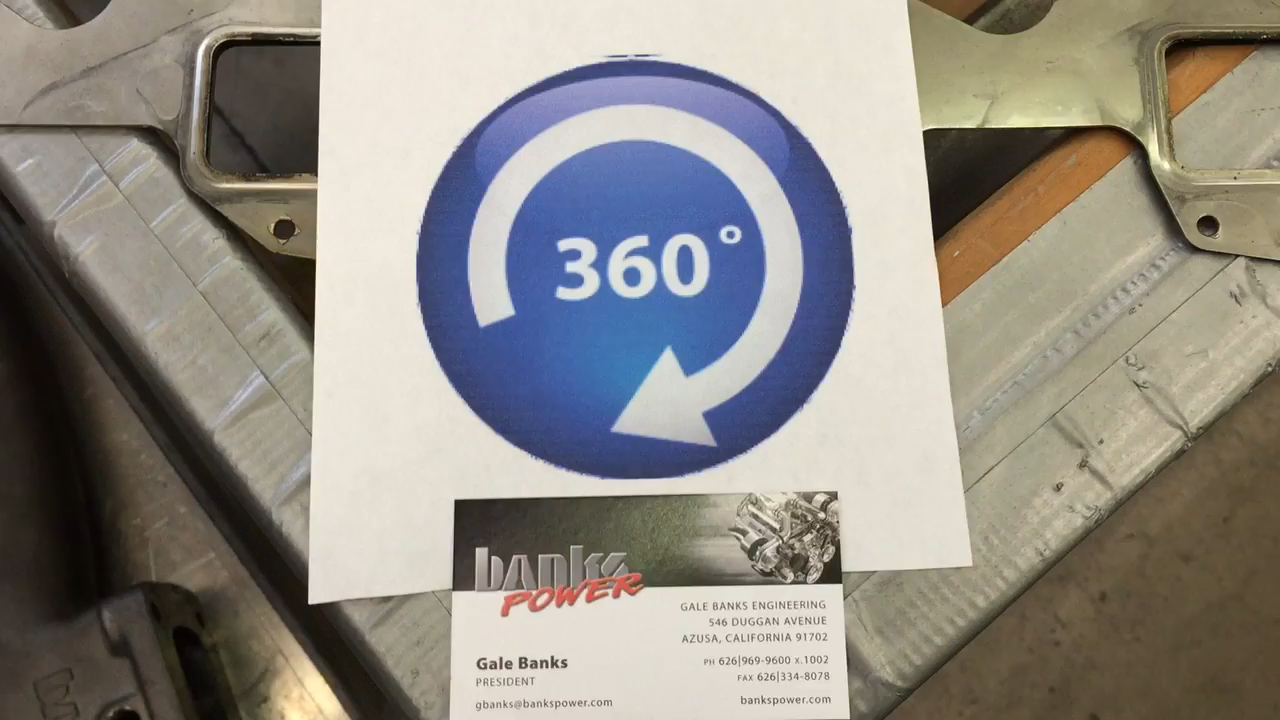 360°
banks
POWER
GALE BANKS ENGINEERING
546 DUGGAN AVENUE
AZUSA, CALIFORNIA 91702
Gale Banks
PH 626|969-9600 x.1002
PRESIDENT
FAX 626|334-8078
gbanks@bankspower.com
bankspower.com